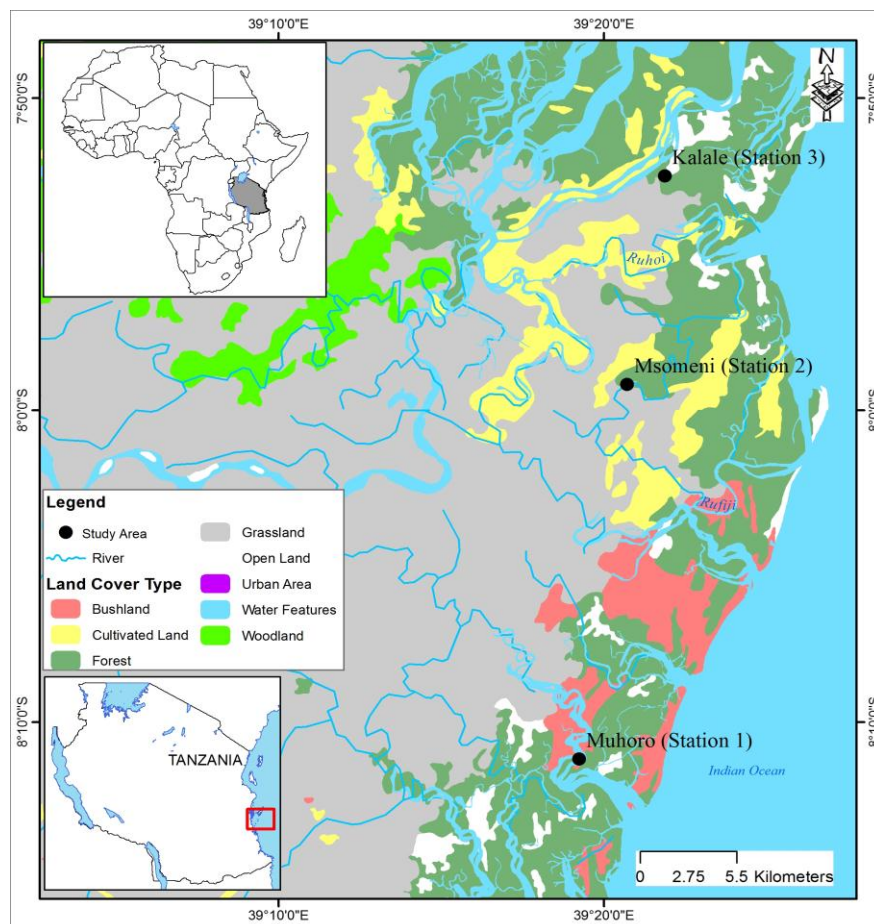 39°10'0"E
39°20'0"E
N
7°50'0"S
7°50'0"S
Kalale (Station 3)
Ruhoi
Msomeni (Station 2)
8°0'0"S
8°0'0"S
Rufiji
Legend
Study Area
River
Land Cover Type
Bushland
Cultivated Land
Forest
Grassland
Open Land
Urban Area
Water Features
Woodland
8°10'0"S
8°10'0"S
TANZANIA
Muhoro (Station 1)
Indian Ocean
0 2.75 5.5 Kilometers
39°10'0"E
39°20'0"E